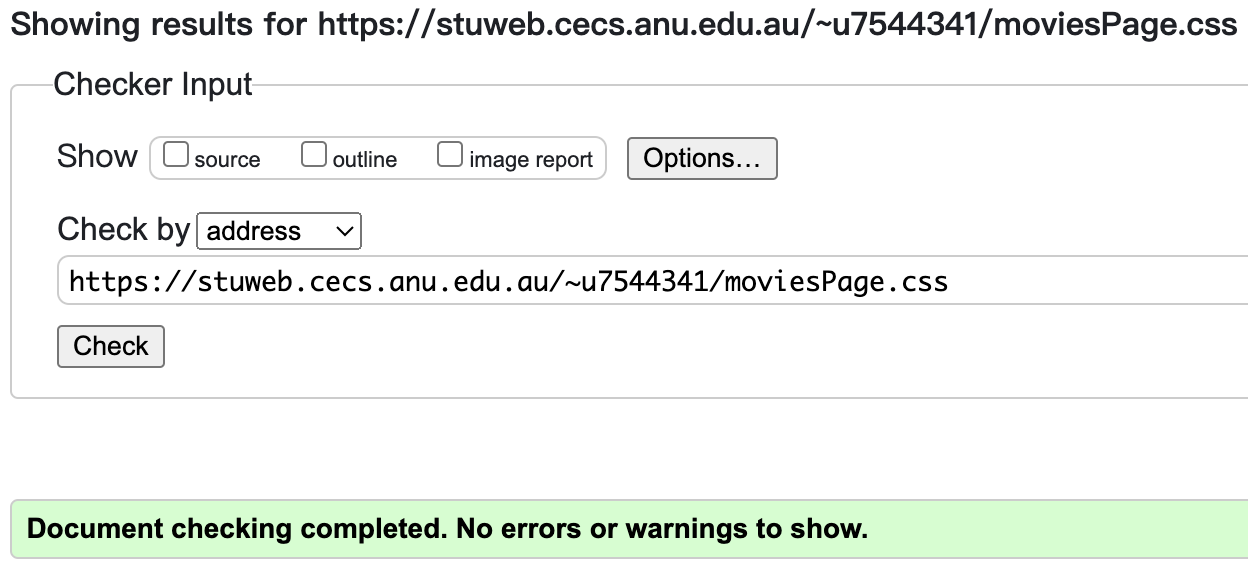 Showing results for https://stuweb.cecs.anu.edu.au/~u7544341/moviesPage.css
Checker Input
Show source outline image report Options…
Check by address
https://stuweb.cecs.anu.edu.au/~u7544341/moviesPage.css
Check
Document checking completed. No errors or warnings to show.